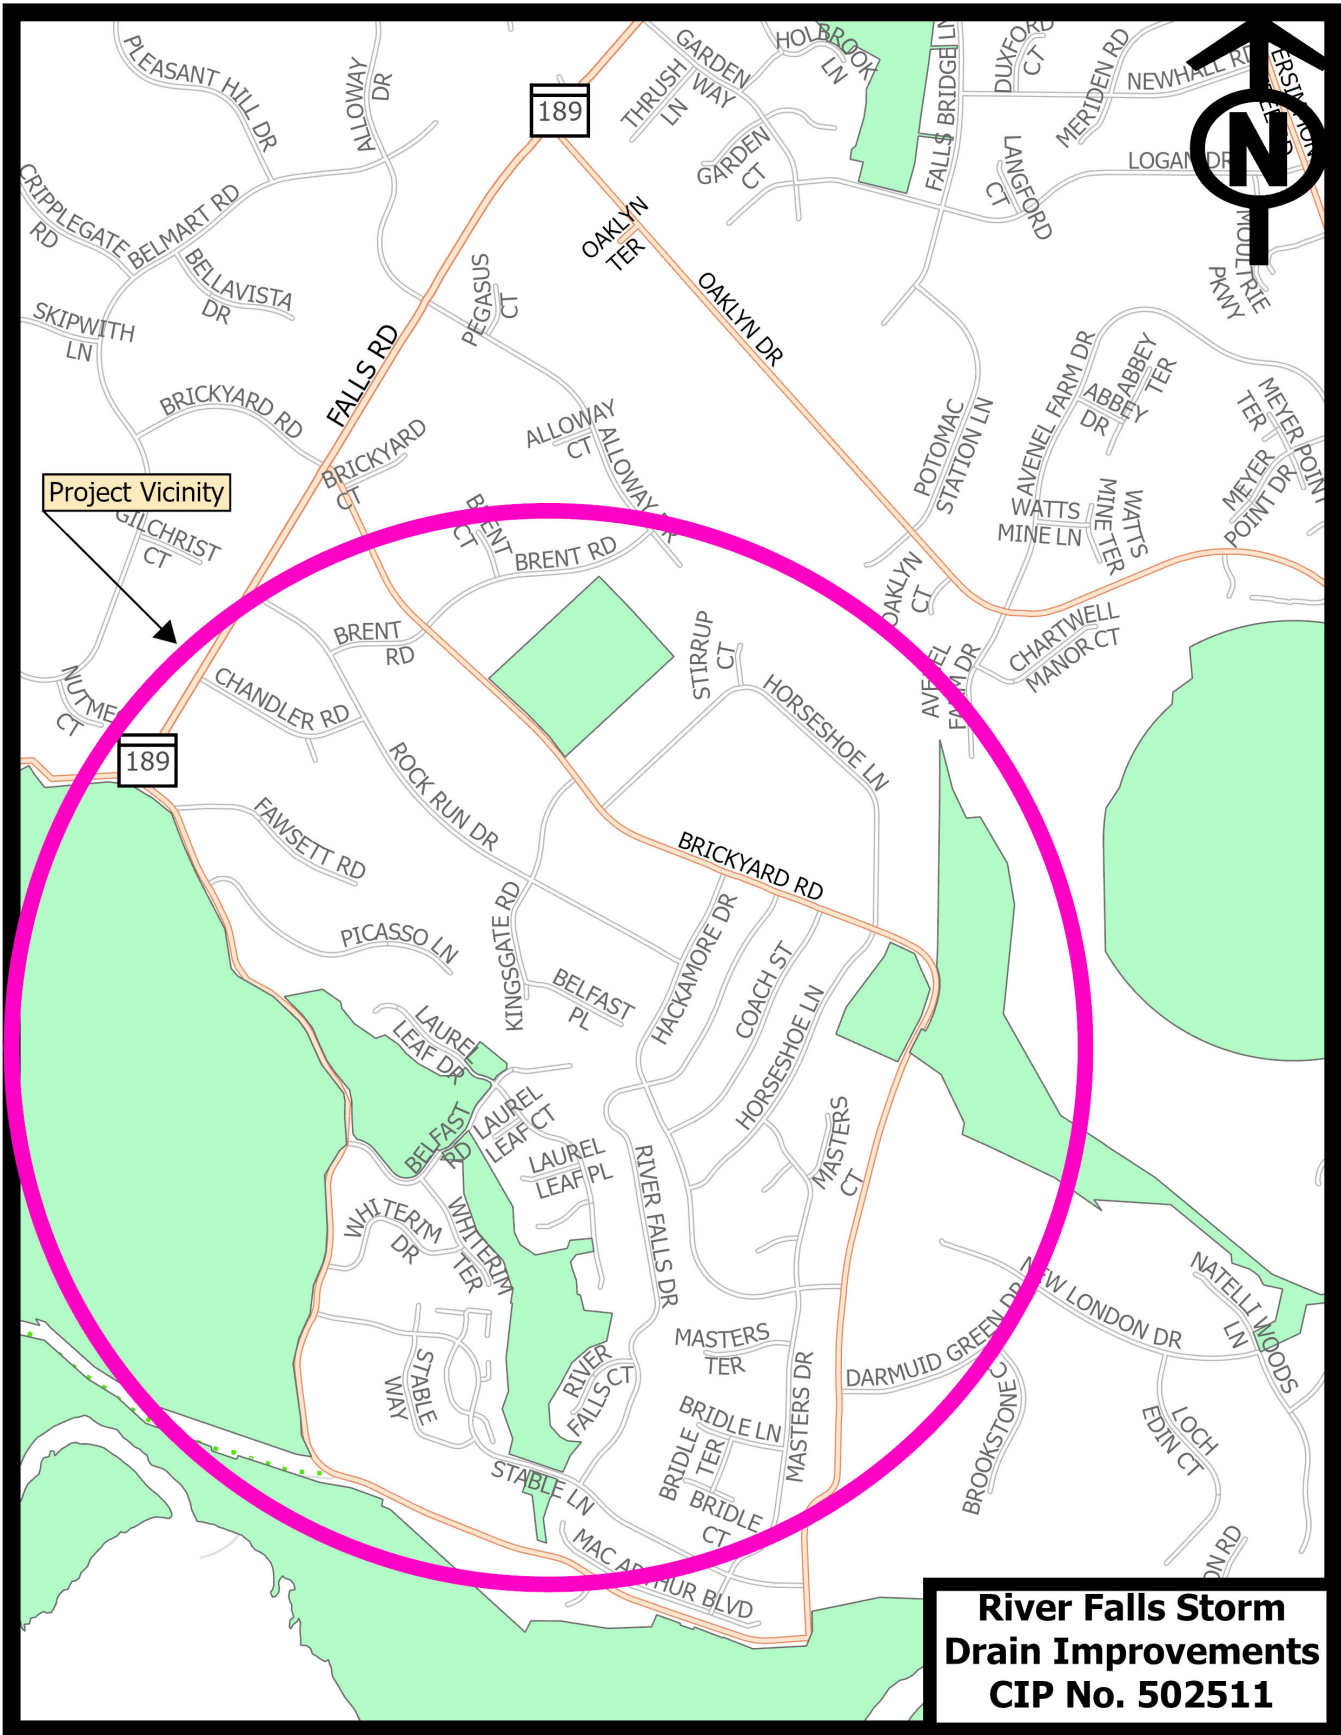 PLEASANT HILL DR
ALLOWAY
DR
189
GARDEN
WAY
THRUSH
LN
HOLBROOK
LN
GARDEN
CT
FALLS BRIDGE LN
DUXFORD
CT
MERIDEN RD
NEWHALL RD
LANGFORD
CT
LOGAN DR
N
MOULTRIE
PKWY
CRIPPLEGATE
RD
BELMART RD
BELLAVISTA
DR
SKIPWITH
LN
PEGASUS
CT
OAKLYN
TER
OAKLYN DR
FALLS RD
BRICKYARD RD
BRICKYARD
CT
ALLOWAY
CT
ALLOWAY DR
POTOMAC
STATION LN
AVENEL FARM DR
ABBEY
TER
ABBEY
DR
MEYER POINT
TER
MEYER
POINT DR
WATTS
MINE LN
WATTS
MINE TER
Project Vicinity
GILCHRIST
CT
BRENT
CT
BRENT RD
OAKLYN
CT
BRENT
RD
STIRRUP
CT
CHARTWELL
MANOR CT
AVENEL
FARM DR
NUTMEG
CT
CHANDLER RD
HORSESHOE LN
189
ROCK RUN DR
FAWSETT RD
BRICKYARD RD
PICASSO LN
KINGSGATE RD
HACKAMORE DR
COACH ST
BELFAST
PL
HORSESHOE LN
LAUREL
LEAF DR
LAUREL
LEAF CT
BELFAST
RD
LAUREL
LEAF PL
MASTERS
CT
RIVER FALLS DR
WHITERIM
DR
WHITERIM
TER
NEW LONDON DR
NATELLI WOODS
LN
MASTERS
TER
DARMUID GREEN DR
STABLE
WAY
RIVER
FALLS CT
MASTERS DR
BROOKSTONE C
BRIDLE LN
BRIDLE
TER
BRIDLE
CT
LOCH
EDIN CT
STABLE LN
MAC ARTHUR BLVD
ON RD
River Falls Storm
Drain Improvements
CIP No. 502511